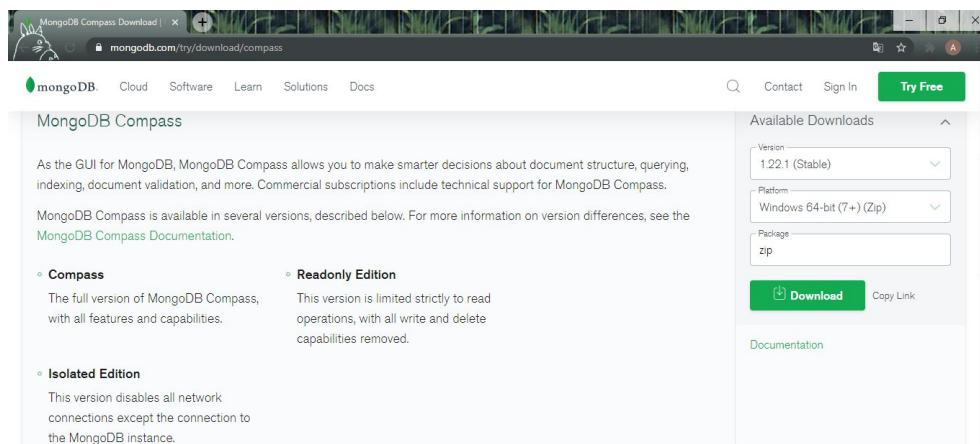 MongoDB Compass Download |
mongodb.com/try/download/compass
A
mongoDB. Cloud Software Learn Solutions Docs Contact Sign In Try Free
MongoDB Compass
As the GUI for MongoDB, MongoDB Compass allows you to make smarter decisions about document structure, querying,
indexing, document validation, and more. Commercial subscriptions include technical support for MongoDB Compass.
MongoDB Compass is available in several versions, described below. For more information on version differences, see the
MongoDB Compass Documentation.
Compass
The full version of MongoDB Compass,
with all features and capabilities.
Readonly Edition
This version is limited strictly to read
operations, with all write and delete
capabilities removed.
Isolated Edition
This version disables all network
connections except the connection to
the MongoDB instance.
Available Downloads
Version
1.22.1 (Stable)
Platform
Windows 64-bit (7+) (Zip)
Package
zip
Download Copy Link
Documentation